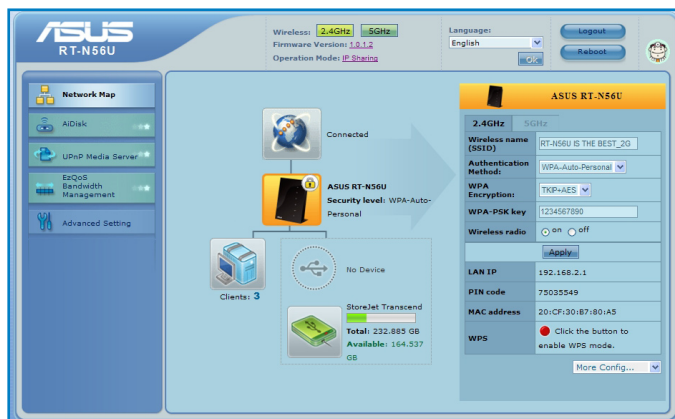 ASUS
RT-N56U
Wireless: 2.4GHz 5GHz
Firmware Version: 1.0.1.2
Operation Mode: IP Sharing
Language:
English
OK
Logout
Reboot
Network Map
AiDisk
UPnP Media Server
EzQoS
Bandwidth
Management
Advanced Setting
Connected
ASUS RT-N56U
Security level: WPA-Auto-
Personal
Clients: 3
No Device
StoreJet Transcend
Total: 232.885 GB
Available: 164.537
GB
ASUS RT-N56U
2.4GHz 5GHz
Wireless name
(SSID)
RT-N56U IS THE BEST_2G
Authentication
Method:
WPA-Auto-Personal
WPA
Encryption:
TKIP+AES
WPA-PSK key
1234567890
Wireless radio
on off
Apply
LAN IP
192.168.2.1
PIN code
75035549
MAC address
20:CF:30:B7:80:A5
WPS
Click the button to
enable WPS mode.
More Config...